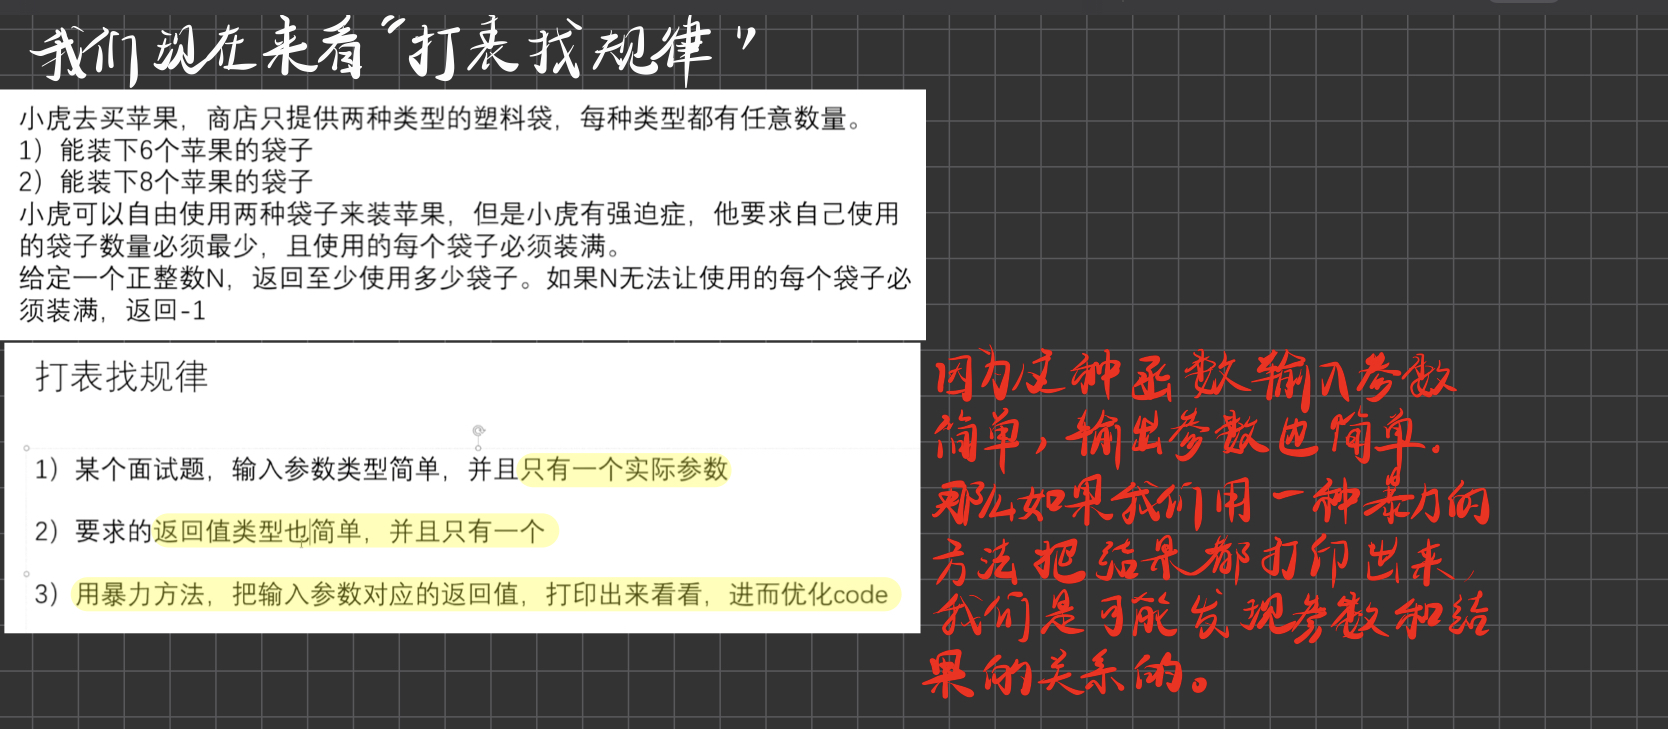 我们现在来看“打表找规律”
小虎去买苹果，商店只提供两种类型的塑料袋，每种类型都有任意数量。
1）能装下6个苹果的袋子
2）能装下8个苹果的袋子
小虎可以自由使用两种袋子来装苹果，但是小虎有强迫症，他要求自己使用
的袋子数量必须最少，且使用的每个袋子必须装满。
给定一个正整数N，返回至少使用多少袋子。如果N无法让使用的每个袋子必
须装满，返回-1
打表找规律
1）某个面试题，输入参数类型简单，并且只有一个实际参数
2）要求的返回值类型也简单，并且只有一个
3）用暴力方法，把输入参数对应的返回值，打印出来看看，进而优化code
因为这种函数输入参数
简单，输出参数也简单.
那么如果我们用一种暴力的
方法把结果都打印出来，
我们是可能发现参数和结
果的关系的。